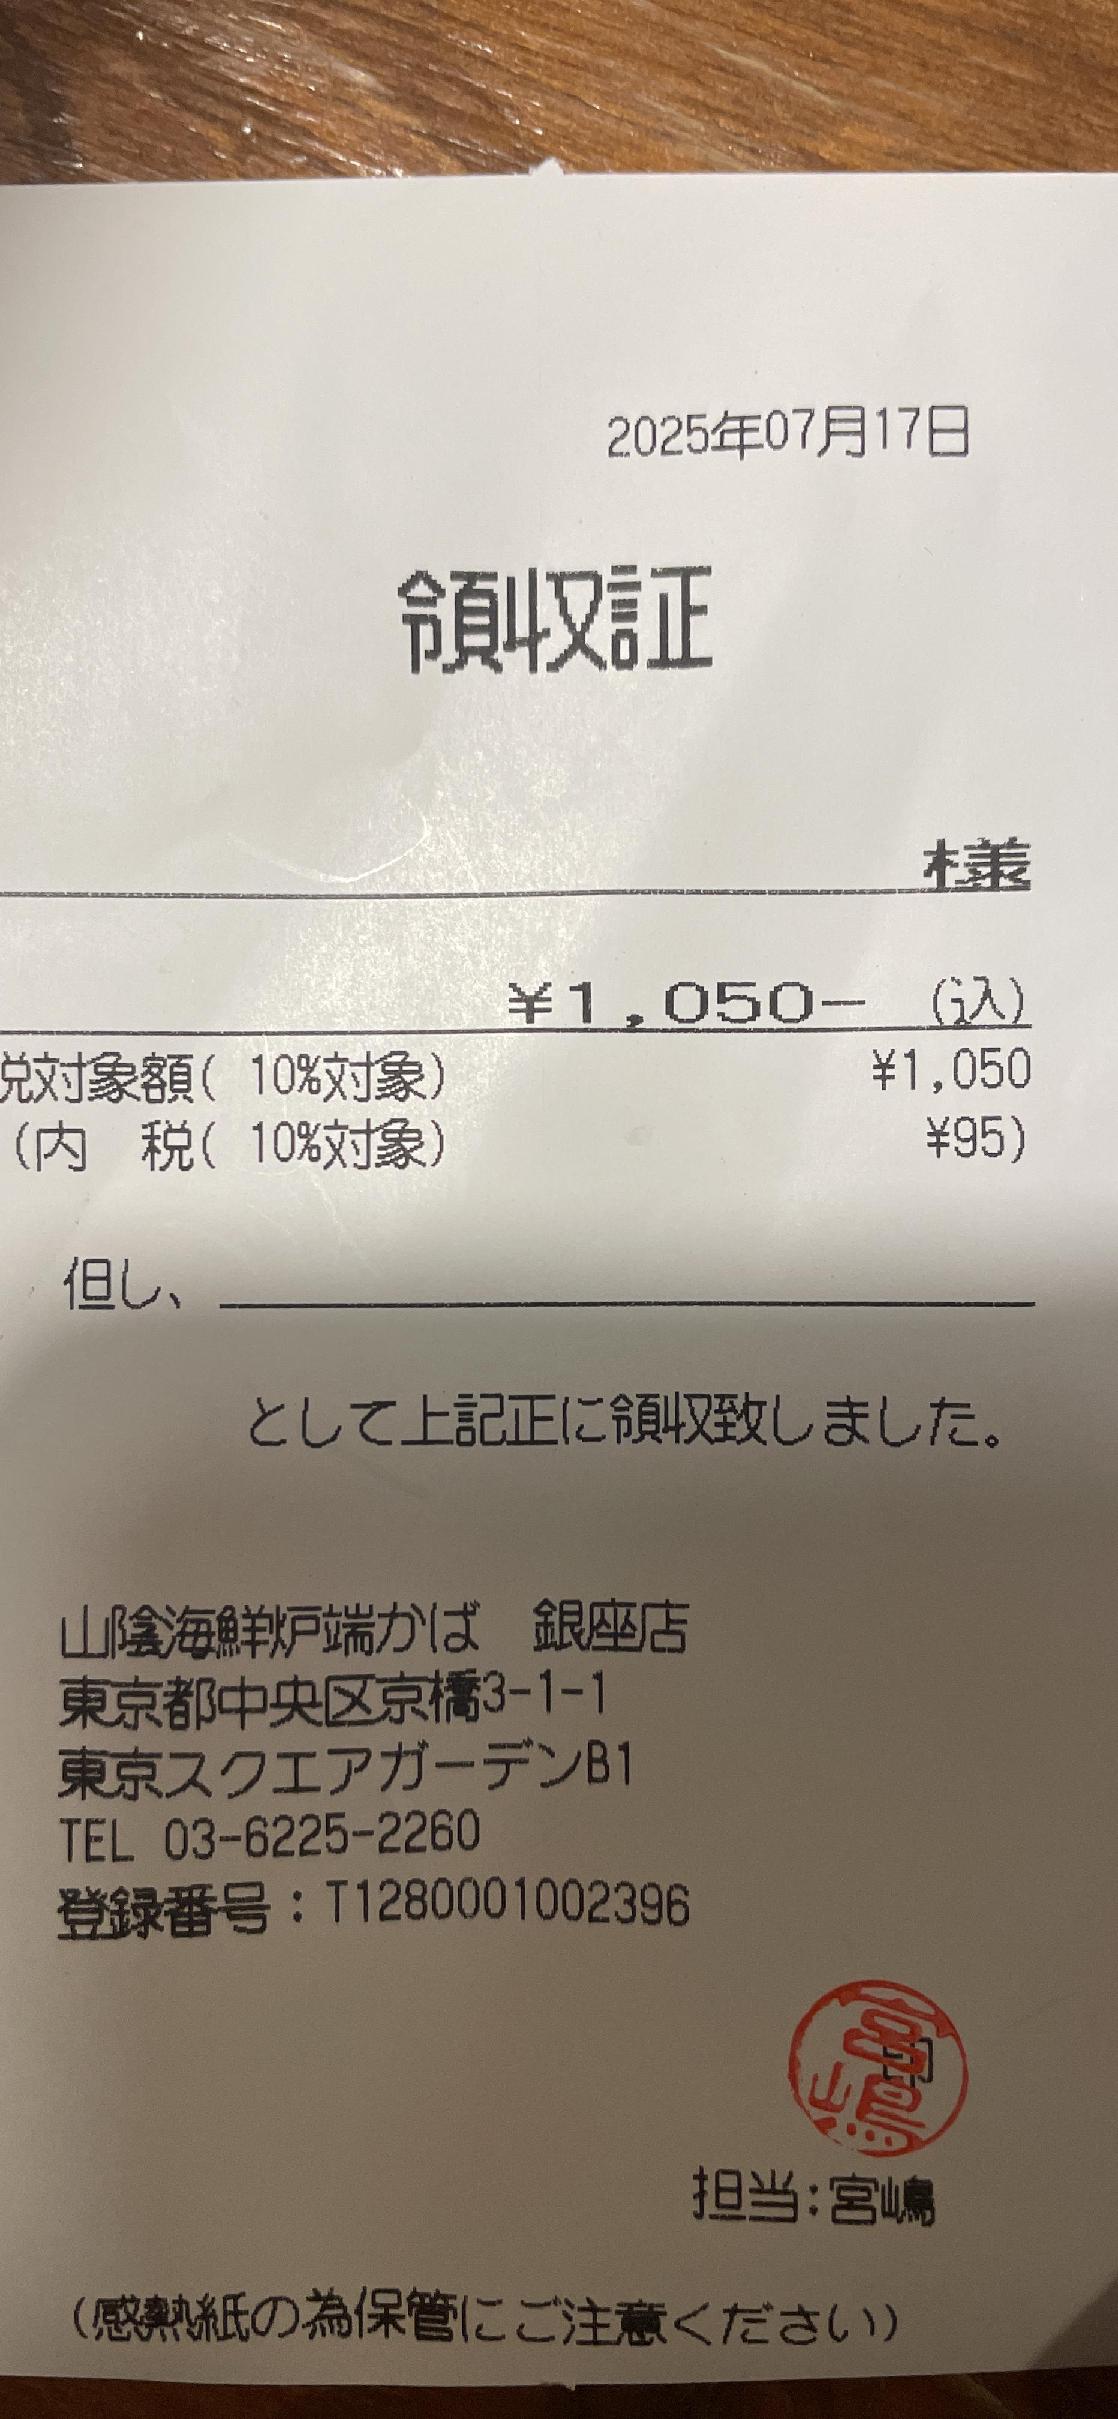 2025年07月17日
領収証
様
¥1,050− (込)
税対象額( 10%対象) ¥1,050
(内 税( 10%対象) ¥95)
但し、
として上記正に領収致しました。
山陰海鮮炉端かば 銀座店
東京都中央区京橋3-1-1
東京スクエアガーデンB1
TEL 03-6225-2260
登録番号：T1280001002396
印
宮嶋
担当:宮嶋
(感熱紙の為保管にご注意ください)